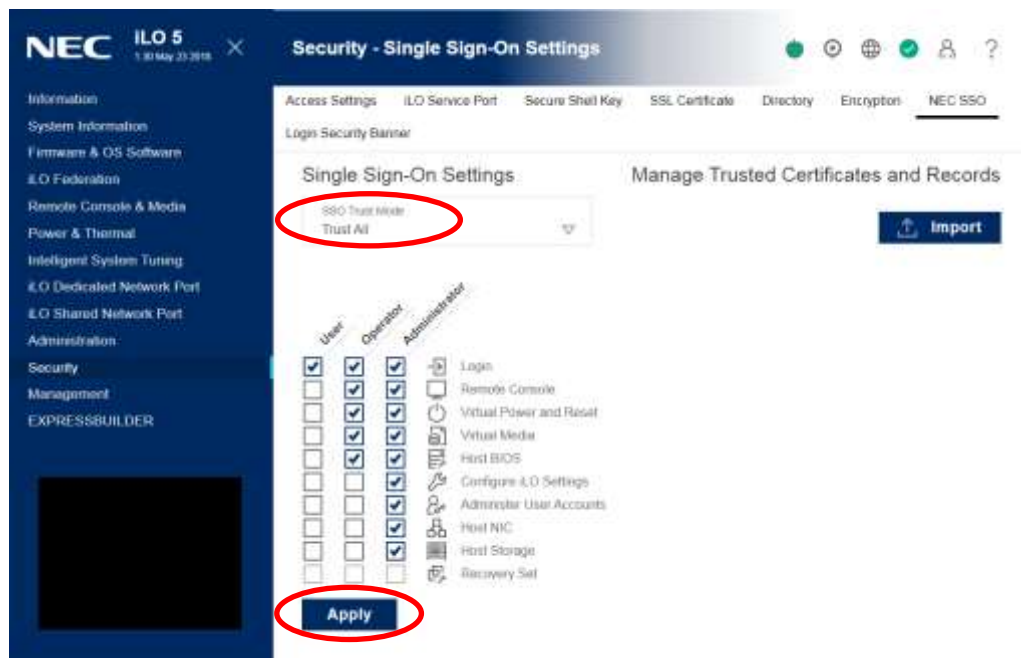 NEC iLO 5
1.30 May 23 2018
Security - Single Sign-On Settings
?
Information
System Information
Firmware & OS Software
iLO Federation
Remote Console & Media
Power & Thermal
Intelligent System Tuning
iLO Dedicated Network Port
iLO Shared Network Port
Administration
Security
Management
EXPRESSBUILDER
Access Settings iLO Service Port Secure Shell Key SSL Certificate Directory Encryption NEC SSO
Login Security Banner
Single Sign-On Settings
Manage Trusted Certificates and Records
SSO Trust Mode
Trust All
Import
User Operator Administrator
Login
Remote Console
Virtual Power and Reset
Virtual Media
Host BIOS
Configure iLO Settings
Administer User Accounts
Host NIC
Host Storage
Recovery Set
Apply